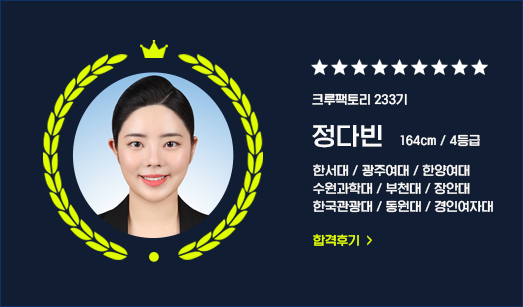 크루팩토리 233기
정다빈 164cm / 4등급
한서대 / 광주여대 / 한양여대
수원과학대 / 부천대 / 장안대
한국관광대 / 동원대 / 경인여자대
합격후기 >